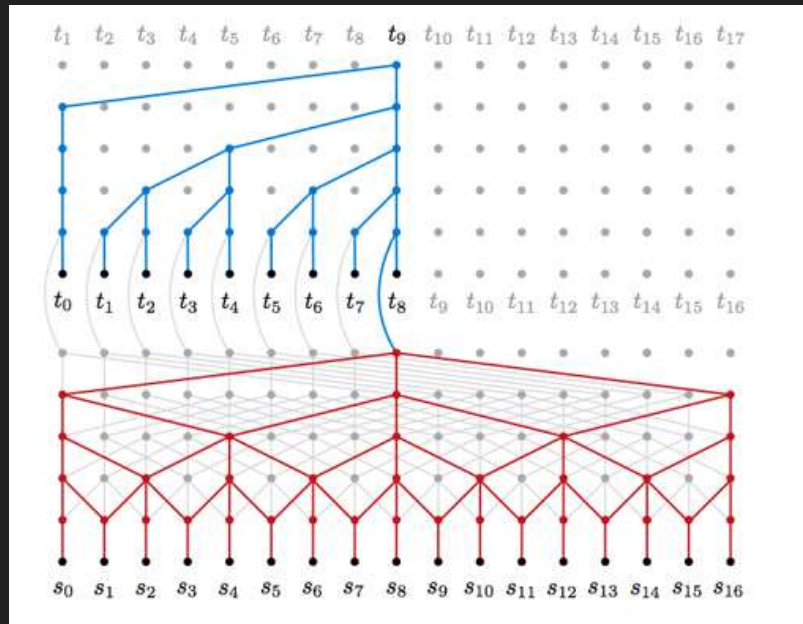 t₁ t₂ t₃ t₄ t₅ t₆ t₇ t₈ t₉ t₁₀ t₁₁ t₁₂ t₁₃ t₁₄ t₁₅ t₁₆ t₁₇
t₀ t₁ t₂ t₃ t₄ t₅ t₆ t₇ t₈ t₉ t₁₀ t₁₁ t₁₂ t₁₃ t₁₄ t₁₅ t₁₆
s₀ s₁ s₂ s₃ s₄ s₅ s₆ s₇ s₈ s₉ s₁₀ s₁₁ s₁₂ s₁₃ s₁₄ s₁₅ s₁₆